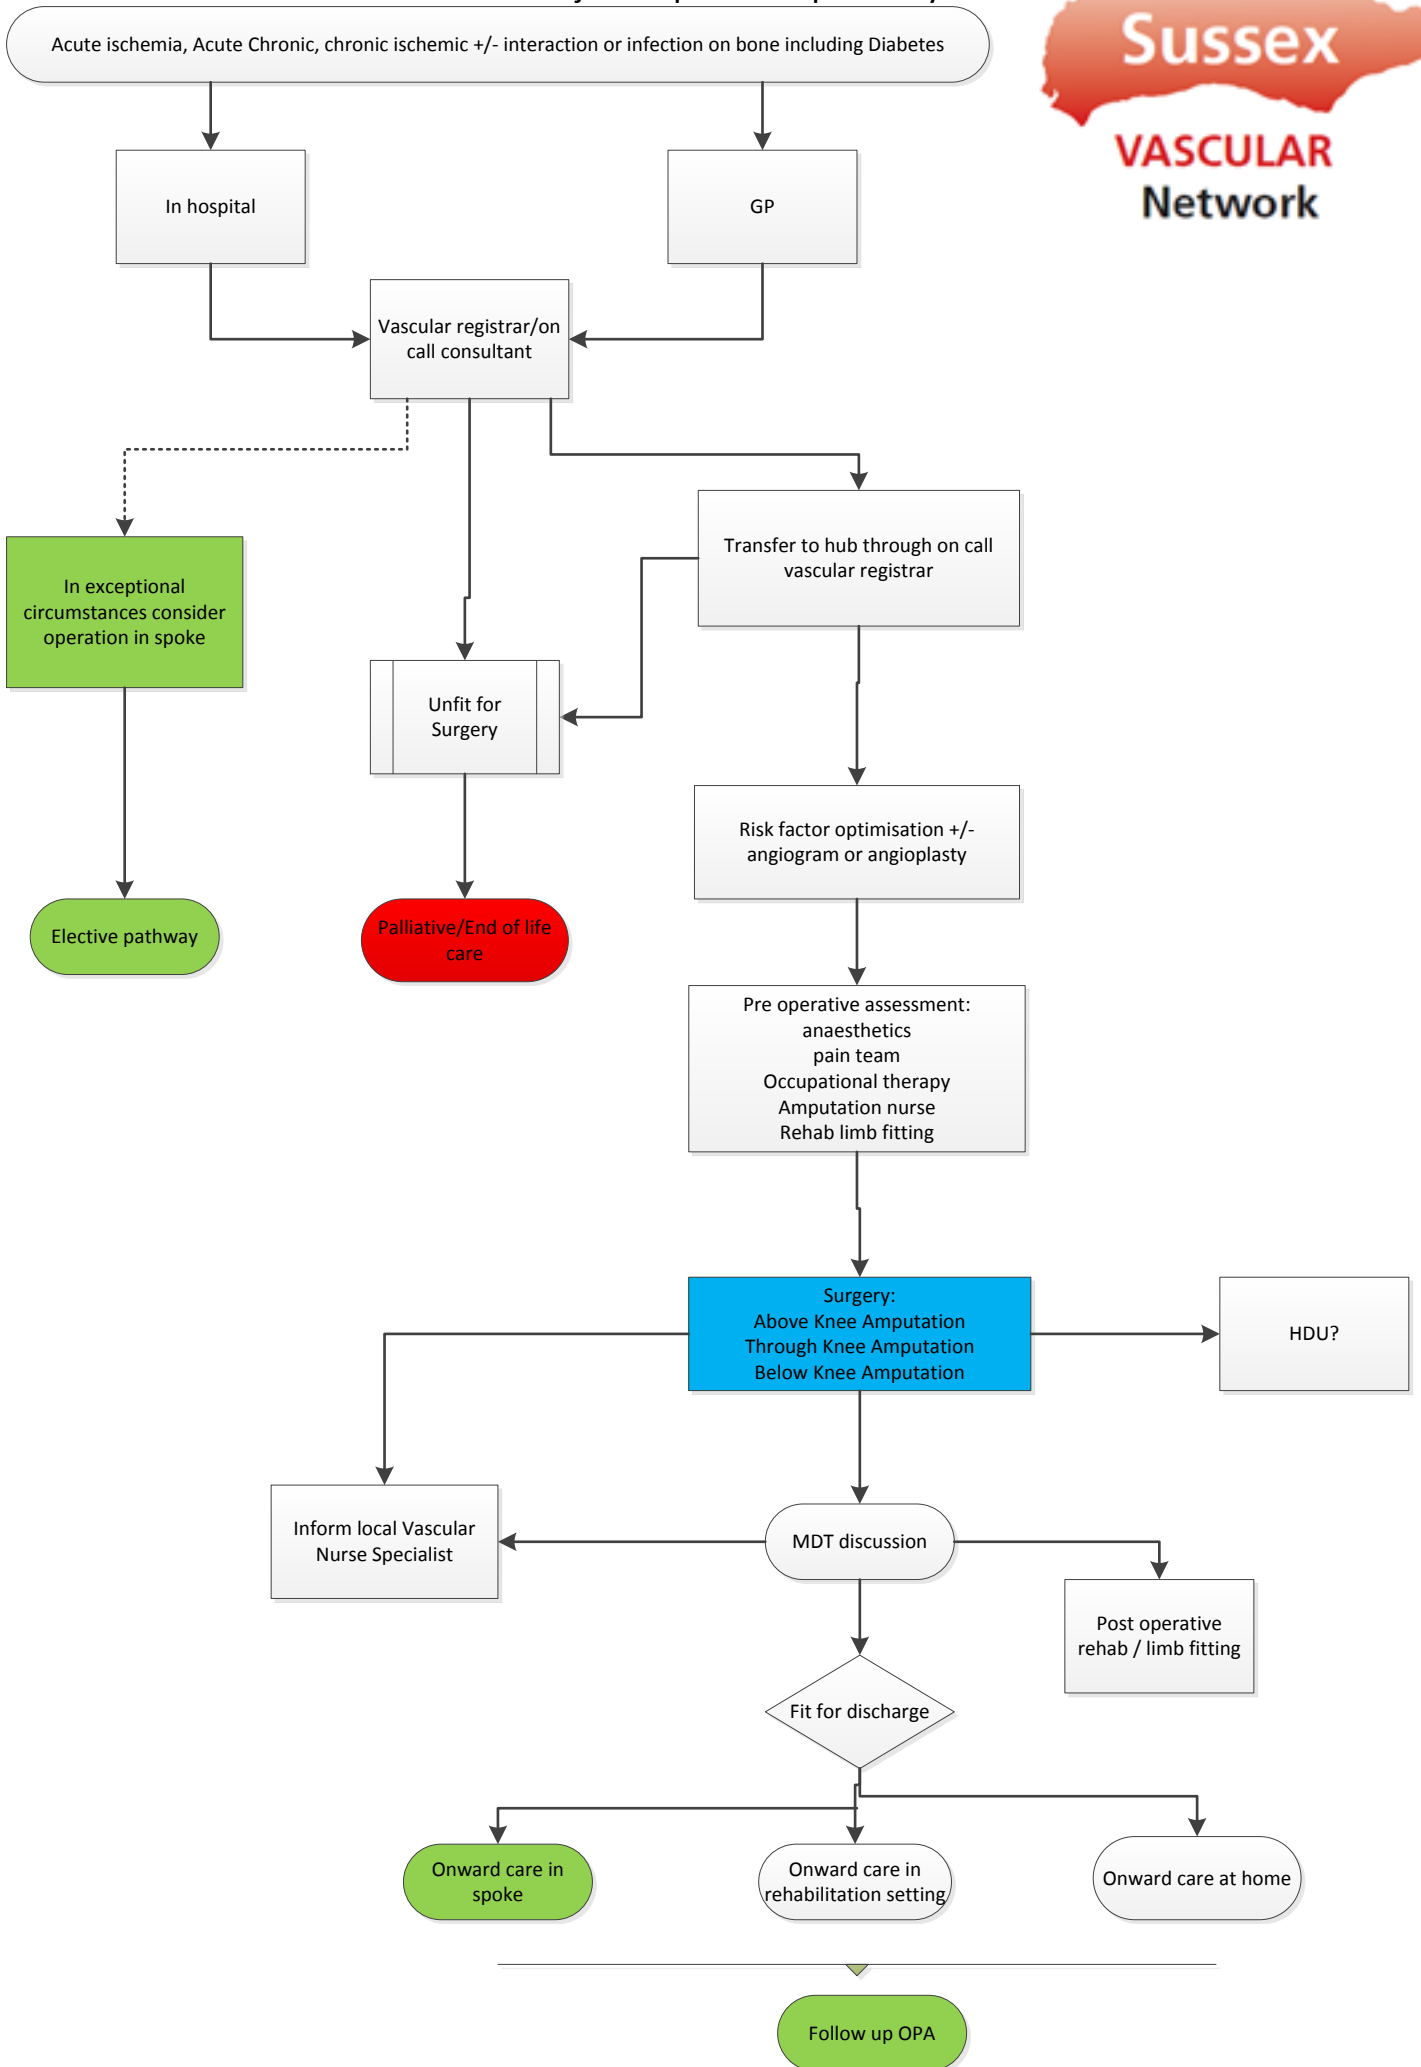 Acute ischemia, Acute Chronic, chronic ischemic +/- interaction or infection on bone including Diabetes
Sussex
VASCULAR
Network
In hospital
GP
Vascular registrar/on
call consultant
In exceptional
circumstances consider
operation in spoke
Transfer to hub through on call
vascular registrar
Unfit for
Surgery
Risk factor optimisation +/-
angiogram or angioplasty
Elective pathway
Palliative/End of life
care
Pre operative assessment:
anaesthetics
pain team
Occupational therapy
Amputation nurse
Rehab limb fitting
Surgery:
Above Knee Amputation
Through Knee Amputation
Below Knee Amputation
HDU?
Inform local Vascular
Nurse Specialist
MDT discussion
Post operative
rehab / limb fitting
Fit for discharge
Onward care in
spoke
Onward care in
rehabilitation setting
Onward care at home
Follow up OPA